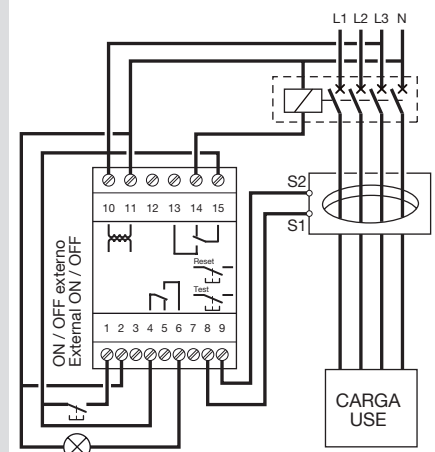 L1 L2 L3 N
S2
S1
10 11 12 13 14 15
Reset
Test
ON / OFF externo
External ON / OFF
1 2 3 4 5 6 7 8 9
CARGA
USE